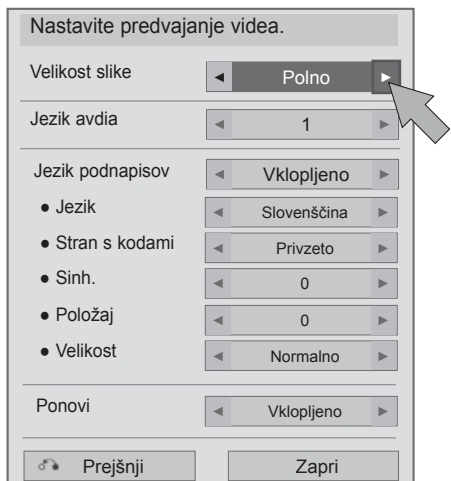 Nastavite predvajanje videa.
Velikost slike ◄ Polno ►
Jezik avdia ◄ 1 ►
Jezik podnapisov ◄ Vklopljeno ►
● Jezik ◄ Slovenščina ►
● Stran s kodami ◄ Privzeto ►
● Sinh. ◄ 0 ►
● Položaj ◄ 0 ►
● Velikost ◄ Normalno ►
Ponovi ◄ Vklopljeno ►
Prejšnji Zapri